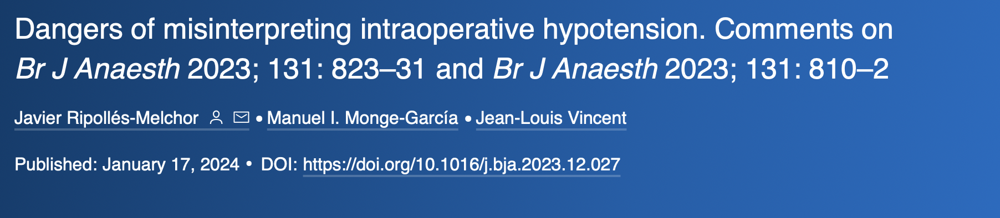 Dangers of misinterpreting intraoperative hypotension. Comments on
Br J Anaesth 2023; 131: 823–31 and Br J Anaesth 2023; 131: 810–2
Javier Ripollés-Melchor • Manuel I. Monge-García • Jean-Louis Vincent
Published: January 17, 2024 • DOI: https://doi.org/10.1016/j.bja.2023.12.027